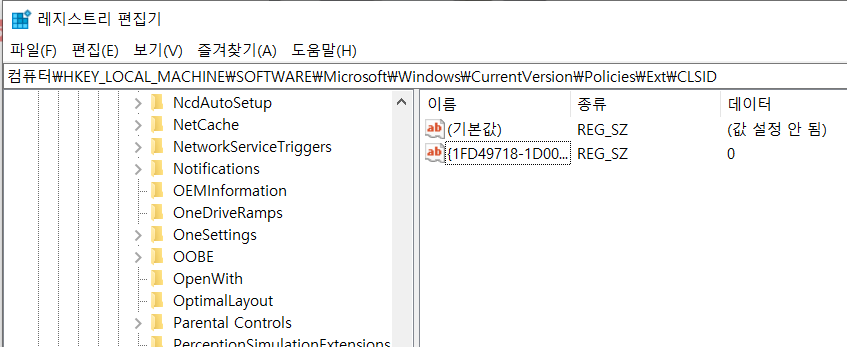 레지스트리 편집기
파일(F) 편집(E) 보기(V) 즐겨찾기(A) 도움말(H)
컴퓨터₩HKEY_LOCAL_MACHINE₩SOFTWARE₩Microsoft₩Windows₩CurrentVersion₩Policies₩Ext₩CLSID
NcdAutoSetup
NetCache
NetworkServiceTriggers
Notifications
OEMInformation
OneDriveRamps
OneSettings
OOBE
OpenWith
OptimalLayout
Parental Controls
PerceptionSimulationExtensions
이름 종류 데이터
(기본값) REG_SZ (값 설정 안 됨)
{1FD49718-1D00... REG_SZ 0